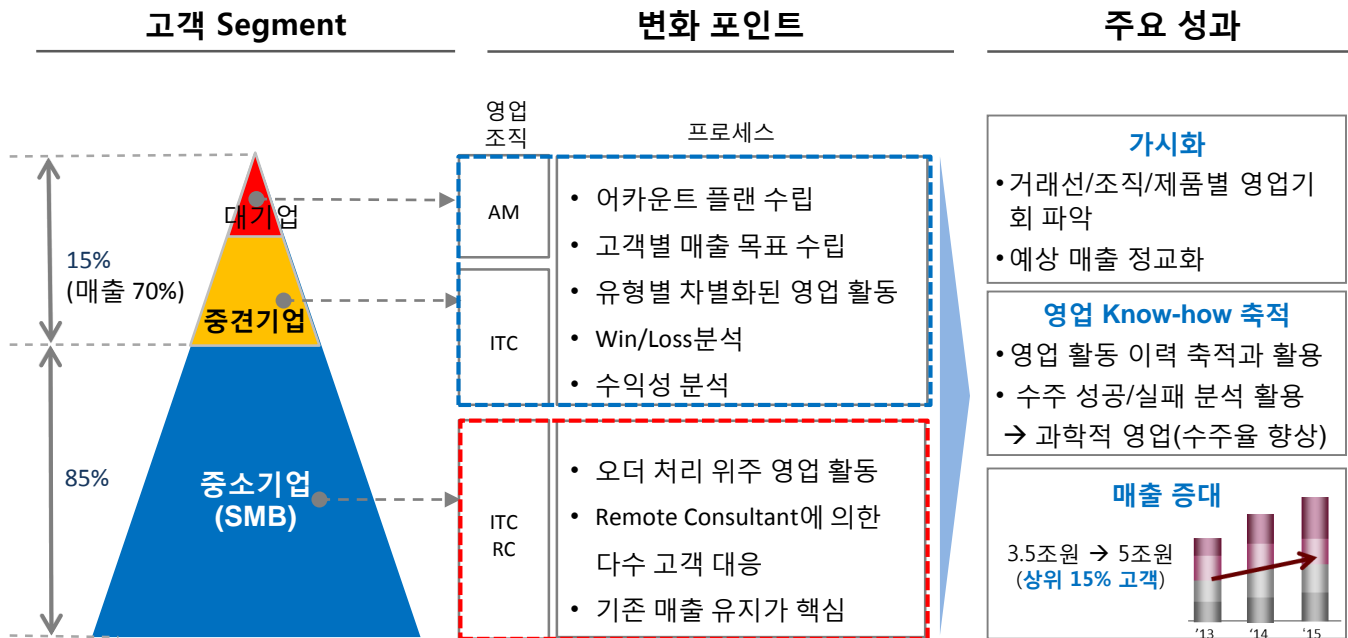 고객 Segment
변화 포인트
주요 성과
영업
조직
프로세스
대기업
15%
(매출 70%)
중견기업
85%
중소기업
(SMB)
AM
ITC
• 어카운트 플랜 수립
• 고객별 매출 목표 수립
• 유형별 차별화된 영업 활동
• Win/Loss분석
• 수익성 분석
ITC
RC
• 오더 처리 위주 영업 활동
• Remote Consultant에 의한
다수 고객 대응
• 기존 매출 유지가 핵심
가시화
• 거래선/조직/제품별 영업기
회 파악
• 예상 매출 정교화
영업 Know-how 축적
• 영업 활동 이력 축적과 활용
• 수주 성공/실패 분석 활용
→ 과학적 영업(수주율 향상)
매출 증대
3.5조원 → 5조원
(상위 15% 고객)
'13 '14 '15